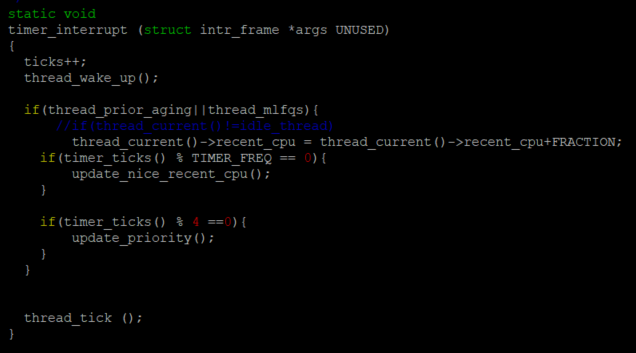 static void
timer_interrupt (struct intr_frame *args UNUSED)
{
  ticks++;
  thread_wake_up();

  if(thread_prior_aging||thread_mlfqs){
      //if(thread_current()!=idle_thread)
        thread_current()->recent_cpu = thread_current()->recent_cpu+FRACTION;
    if(timer_ticks() % TIMER_FREQ == 0){
        update_nice_recent_cpu();
    }

    if(timer_ticks() % 4 ==0){
        update_priority();
    }
  }


  thread_tick ();
}